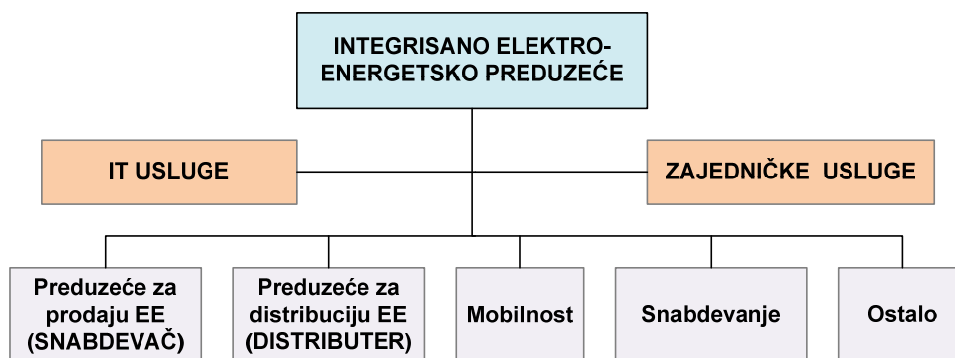 INTEGRISANO ELEKTRO-
ENERGETSKO PREDUZEĆE
IT USLUGE
ZAJEDNIČKE USLUGE
Preduzeće za
prodaju EE
(SNABDEVAČ)
Preduzeće za
distribuciju EE
(DISTRIBUTER)
Mobilnost
Snabdevanje
Ostalo